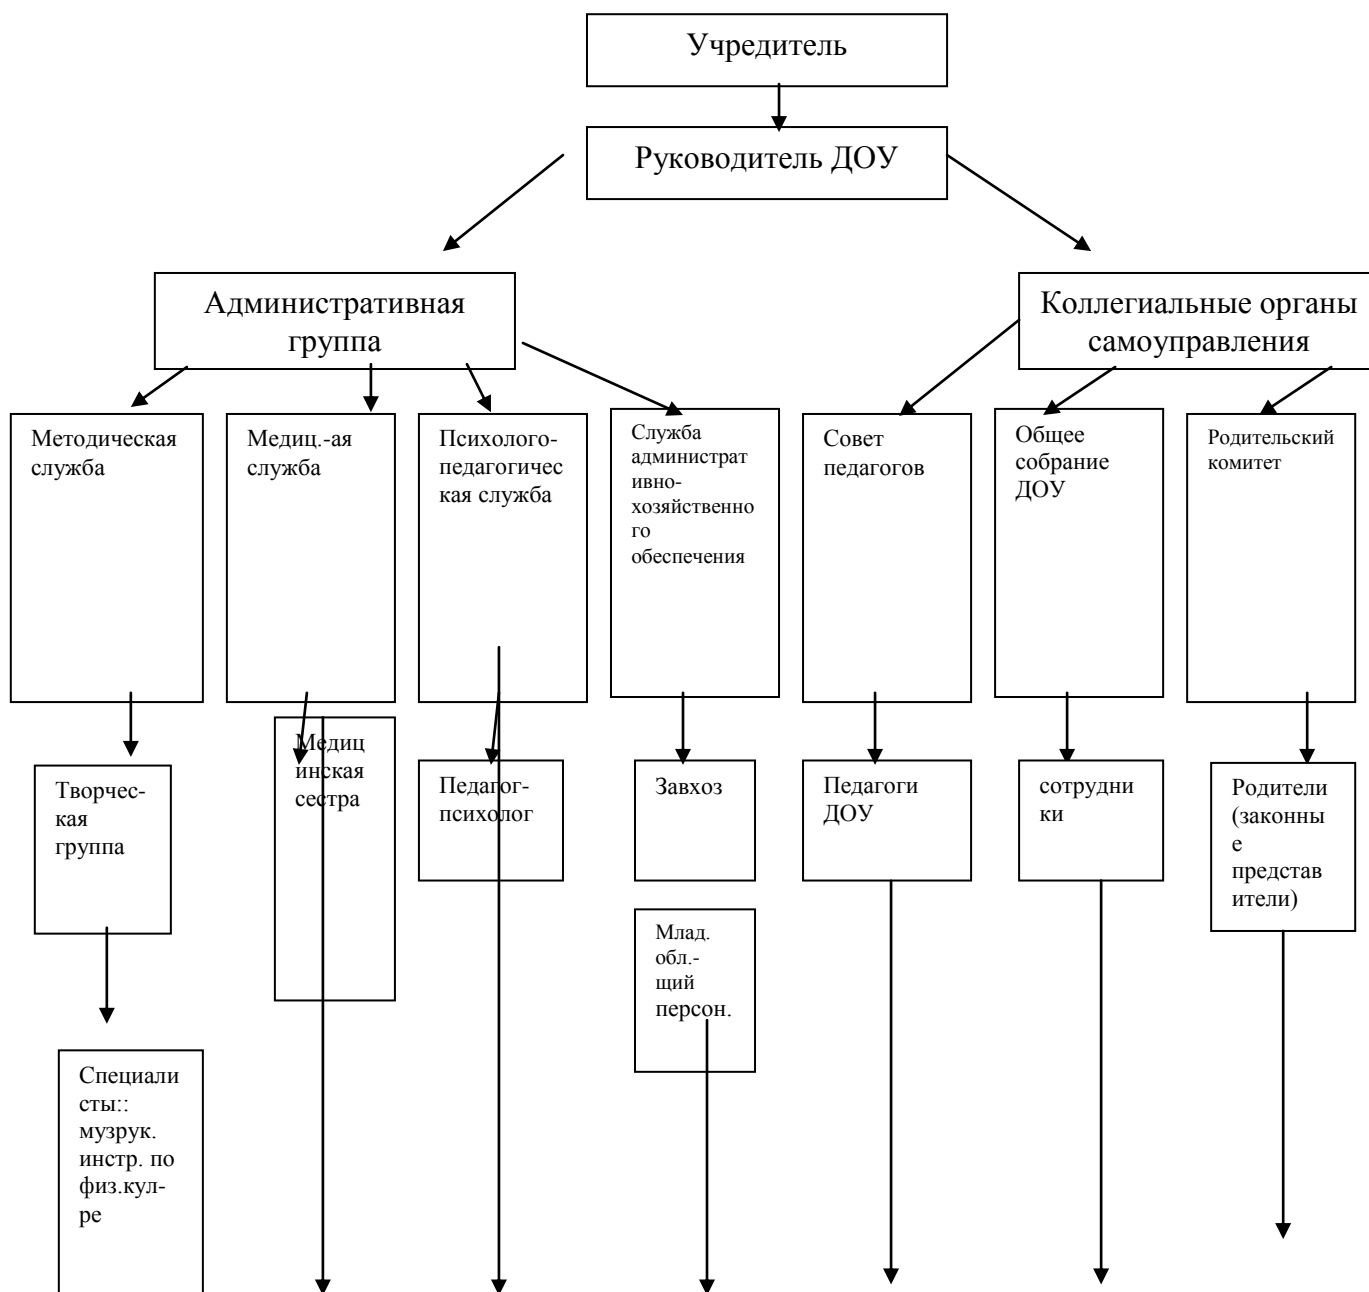 Учредитель
Руководитель ДОУ
Административная
группа
Коллегиальные органы
самоуправления
Методическая
служба
Медиц.-ая
служба
Психолого-
педагогичес
кая служба
Служба
администрат
ивно-
хозяйственно
го
обеспечения
Совет
педагогов
Общее
собрание
ДОУ
Родительский
комитет
Творчес-
кая
группа
Медиц
инская
сестра
Педагог-
психолог
Завхоз
Педагоги
ДОУ
сотрудни
ки
Родители
(законны
е
представ
ители)
Млад.
обл.-
щий
персон.
Специали
сты::
музрук.
инстр. по
физ.кул-
ре